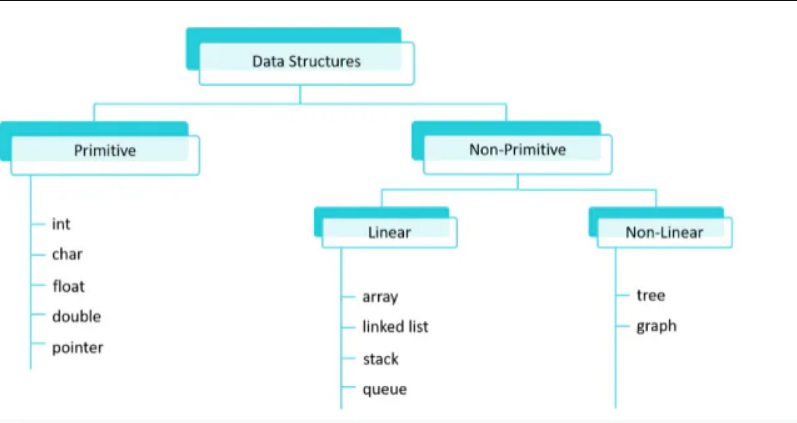 Data Structures
Primitive
Non-Primitive
int
char
float
double
pointer
Linear
Non-Linear
array
linked list
stack
queue
tree
graph